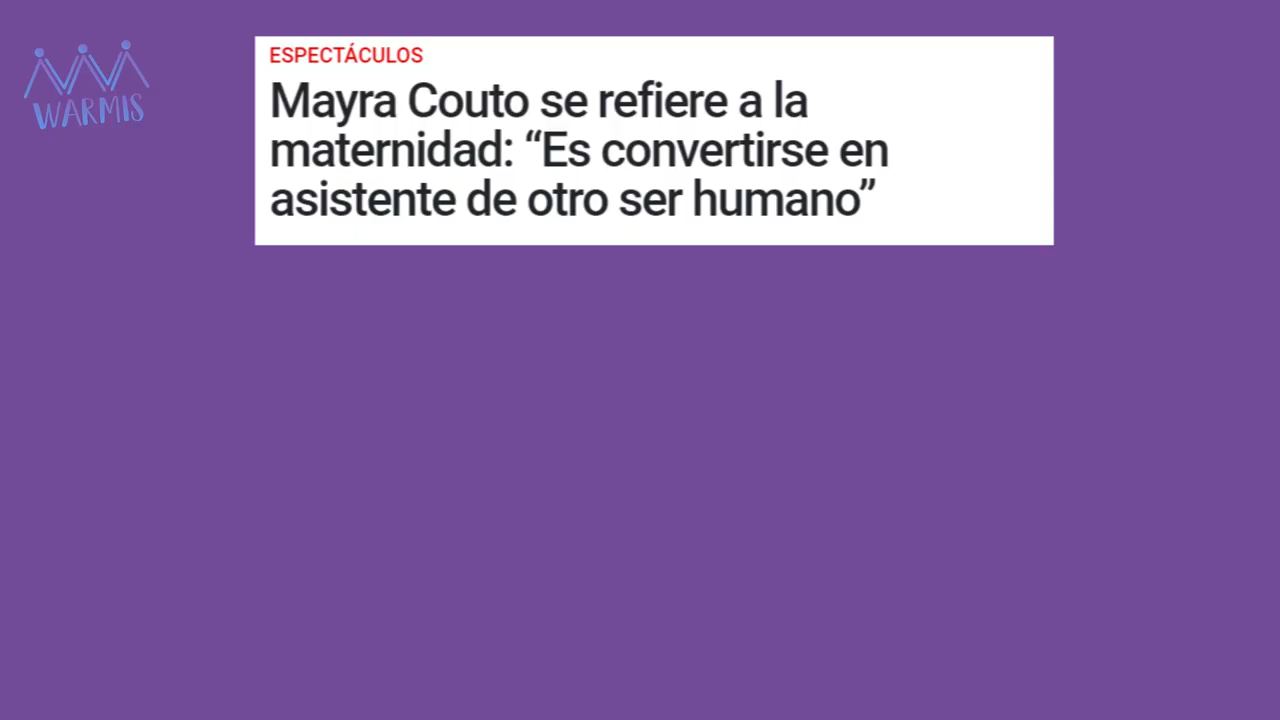 WARMIS
ESPECTÁCULOS
Mayra Couto se refiere a la
maternidad: “Es convertirse en
asistente de otro ser humano”